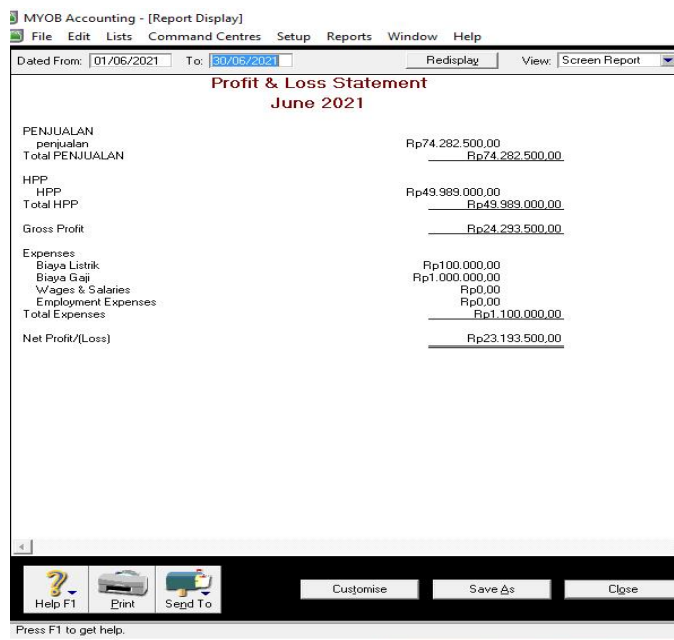 MYOB Accounting - [Report Display]
File Edit Lists Command Centres Setup Reports Window Help
Dated From: 01/06/2021 To: 30/06/2021 Redisplay View: Screen Report
Profit & Loss Statement
June 2021
PENJUALAN
penjualan Rp74.282.500,00
Total PENJUALAN Rp74.282.500,00
HPP
HPP Rp49.989.000,00
Total HPP Rp49.989.000,00
Gross Profit Rp24.293.500,00
Expenses
Biaya Listrik Rp100.000,00
Biaya Gaji Rp1.000.000,00
Wages & Salaries Rp0,00
Employment Expenses Rp0,00
Total Expenses Rp1.100.000,00
Net Profit/(Loss) Rp23.193.500,00
Help F1 Print Send To Customise Save As Close
Press F1 to get help.